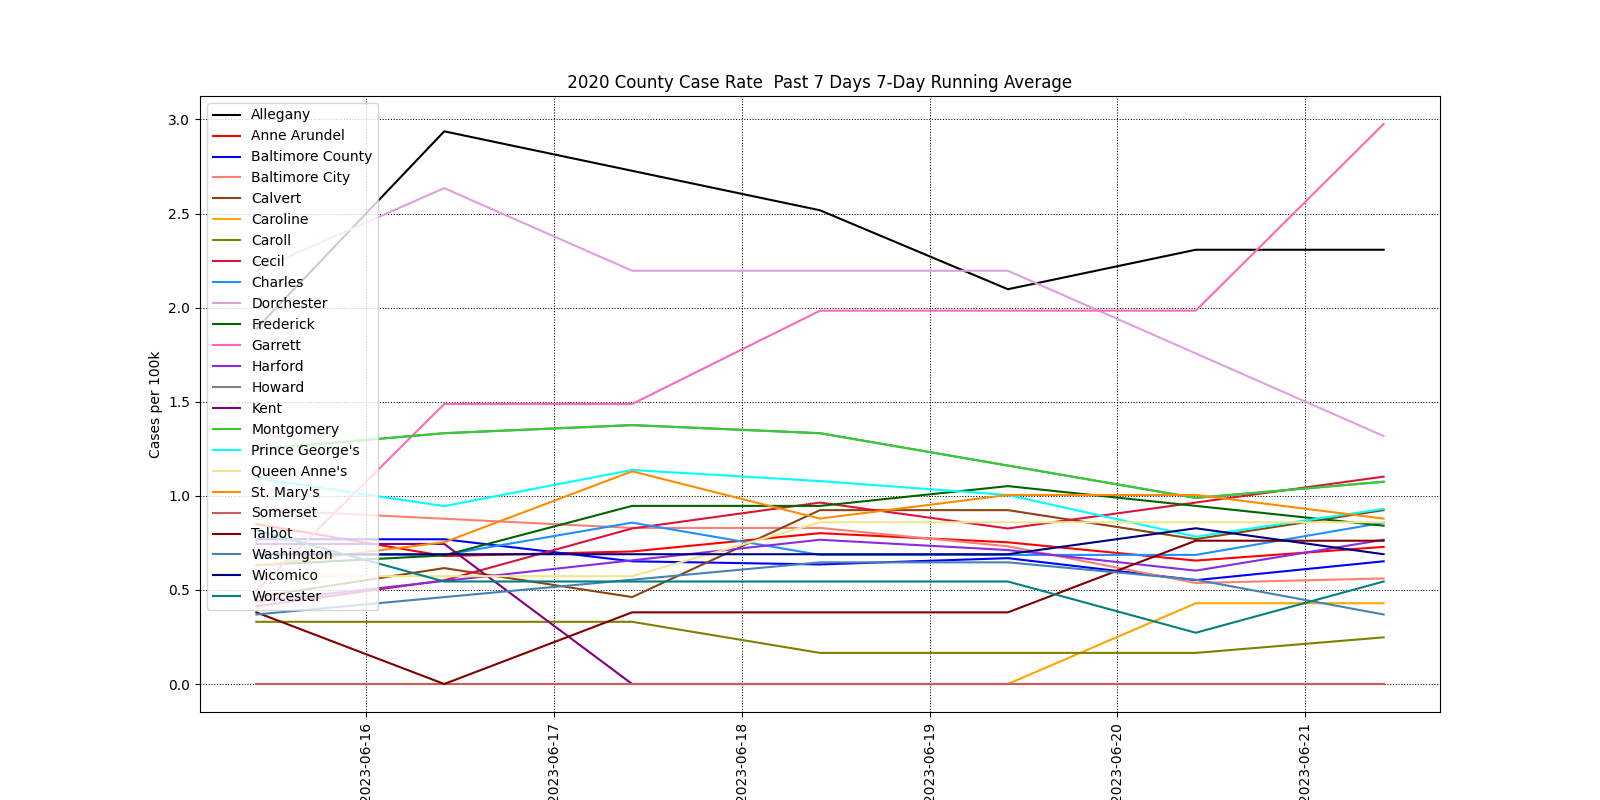 2020 County Case Rate  Past 7 Days 7-Day Running Average
Cases per 100k
3.0
2.5
2.0
1.5
1.0
0.5
0.0
Allegany
Anne Arundel
Baltimore County
Baltimore City
Calvert
Caroline
Caroll
Cecil
Charles
Dorchester
Frederick
Garrett
Harford
Howard
Kent
Montgomery
Prince George's
Queen Anne's
St. Mary's
Somerset
Talbot
Washington
Wicomico
Worcester
2023-06-16
2023-06-17
2023-06-18
2023-06-19
2023-06-20
2023-06-21